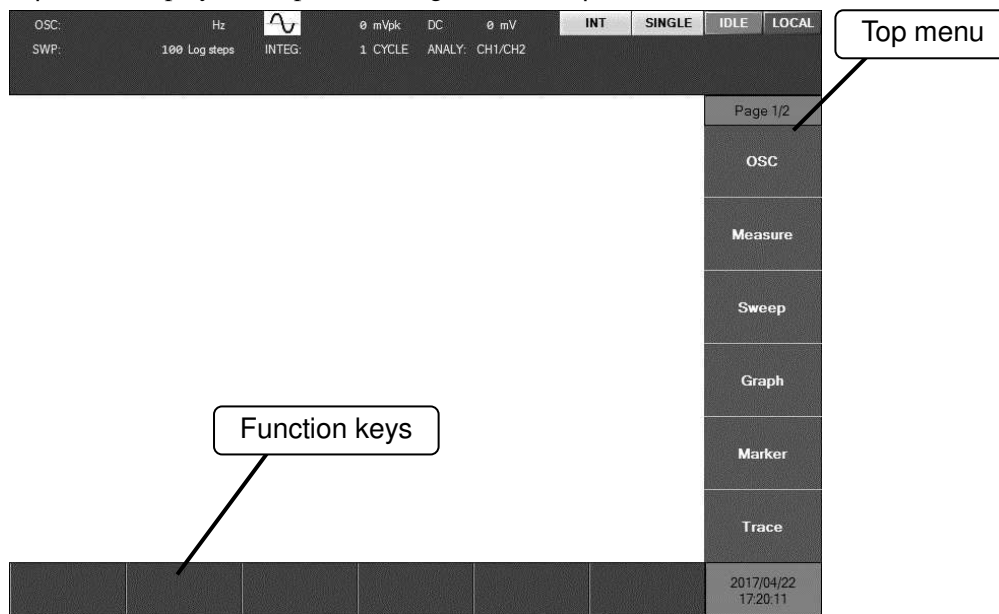 OSC: Hz 0 mVpk DC 0 mV INT SINGLE IDLE LOCAL
SWP: 100 Log steps INTEG: 1 CYCLE ANALY: CH1/CH2
Top menu
Page 1/2
OSC
Measure
Sweep
Graph
Function keys
Marker
Trace
2017/04/22
17:20:11